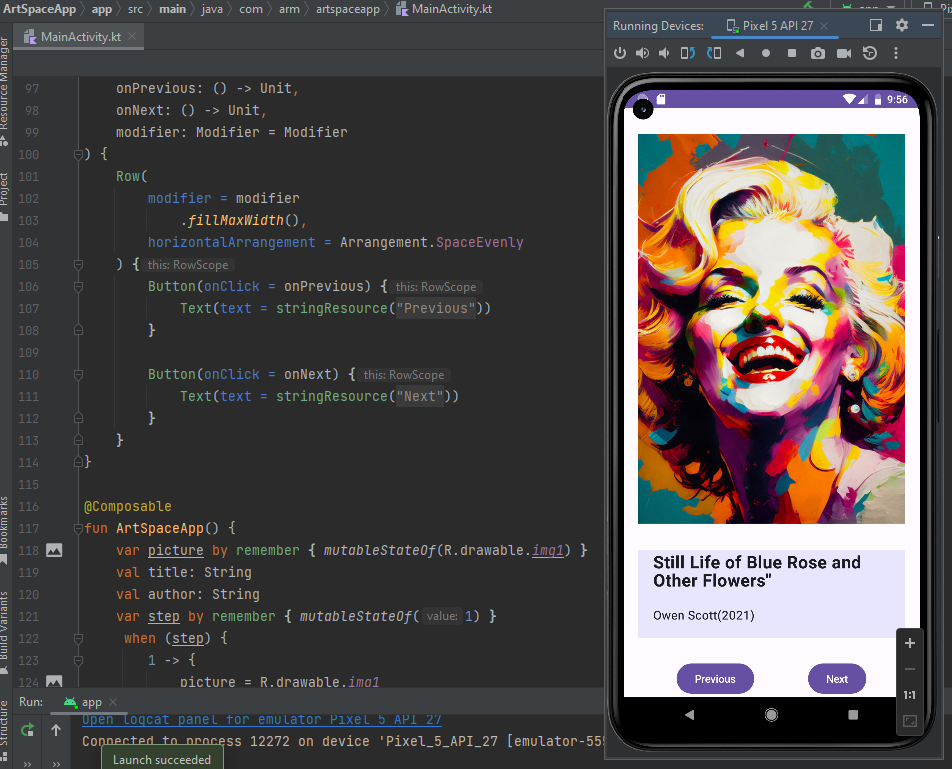 ArtSpaceApp app src main java com arm artspaceapp MainActivity.kt
MainActivity.kt
Resource Manager
Project
Bookmarks
Build Variants
Structure
97 onPrevious: () -> Unit,
98 onNext: () -> Unit,
99 modifier: Modifier = Modifier
100 ) {
101 Row(
102 modifier = modifier
103 .fillMaxWidth(),
104 horizontalArrangement = Arrangement.SpaceEvenly
105 ) { this: RowScope
106 Button(onClick = onPrevious) { this: RowScope
107 Text(text = stringResource("Previous"))
108 }
109
110 Button(onClick = onNext) { this: RowScope
111 Text(text = stringResource("Next"))
112 }
113 }
114 }
115
116 @Composable
117 fun ArtSpaceApp() {
118 var picture by remember { mutableStateOf(R.drawable.img1) }
119 val title: String
120 val author: String
121 var step by remember { mutableStateOf( value: 1) }
122 when (step) {
123 1 -> {
124 picture = R.drawable.img1
Run: app
Open logcat panel for emulator Pixel 5 API 27
Connected to process 12272 on device 'Pixel_5_API_27 [emulator-555
Launch succeeded
Running Devices: Pixel 5 API 27
9:56
Still Life of Blue Rose and
Other Flowers"
Owen Scott(2021)
Previous Next
1:1